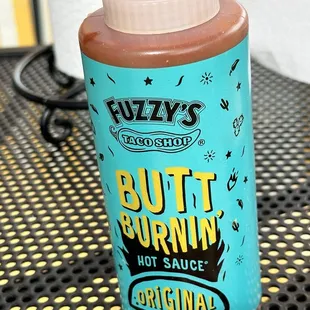 FUZZY'S
TACO SHOP ®
BUTT
BURNIN'
HOT SAUCE
ORIGINAL